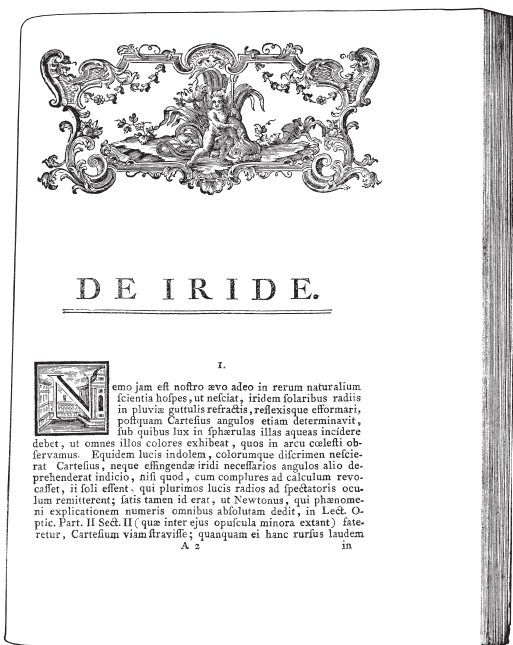 DE IRIDE.
I.
Nemo jam eſt noſtro ævo adeo in rerum naturalium
ſcientia hoſpes, ut neſciat, iridem ſolaribus radiis
in pluviæ guttulis refractis, reflexisque efformari,
poſtquam Carteſius angulos etiam determinavit,
ſub quibus lux in ſphærulas illas aqueas incidere
debet, ut omnes illos colores exhibeat, quos in arcu cœleſti ob-
ſervamus. Equidem lucis indolem, colorumque diſcrimen neſcie-
rat Carteſius, neque effingendæ iridi neceſſarios angulos alio de-
prehenderat indicio, niſi quod, cum complures ad calculum revo-
caſſet, ii ſoli eſſent, qui plurimos lucis radios ad ſpectatoris ocu-
lum remitterent; ſatis tamen id erat, ut Newtonus, qui phænome-
ni explicationem numeris omnibus abſolutam dedit, in Lect. O-
ptic. Part. II Sect. II (quæ inter ejus opuſcula minora extant) fate-
retur, Carteſium viam ſtraviſſe; quanquam ei hanc rurſus laudem
A 2 in